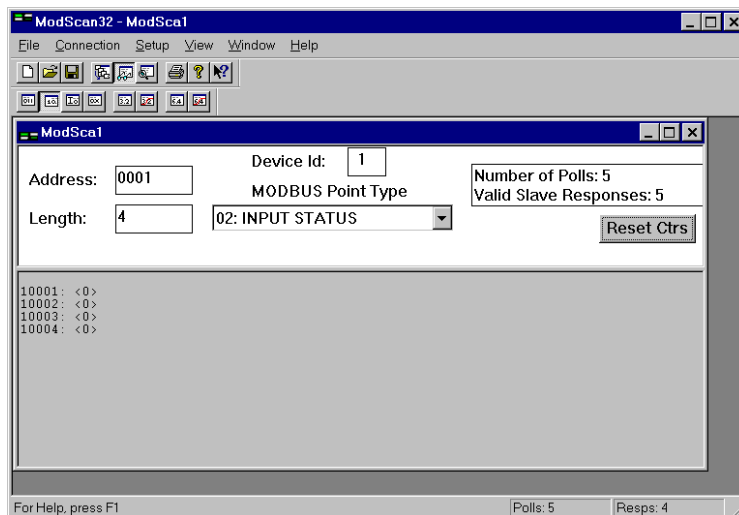 ModScan32 - ModSca1
File Connection Setup View Window Help
ModSca1
Address: 0001
Device Id: 1
MODBUS Point Type
Length: 4
02: INPUT STATUS
Number of Polls: 5
Valid Slave Responses: 5
Reset Ctrs
10001: <0>
10002: <0>
10003: <0>
10004: <0>
For Help, press F1
Polls: 5
Resps: 4